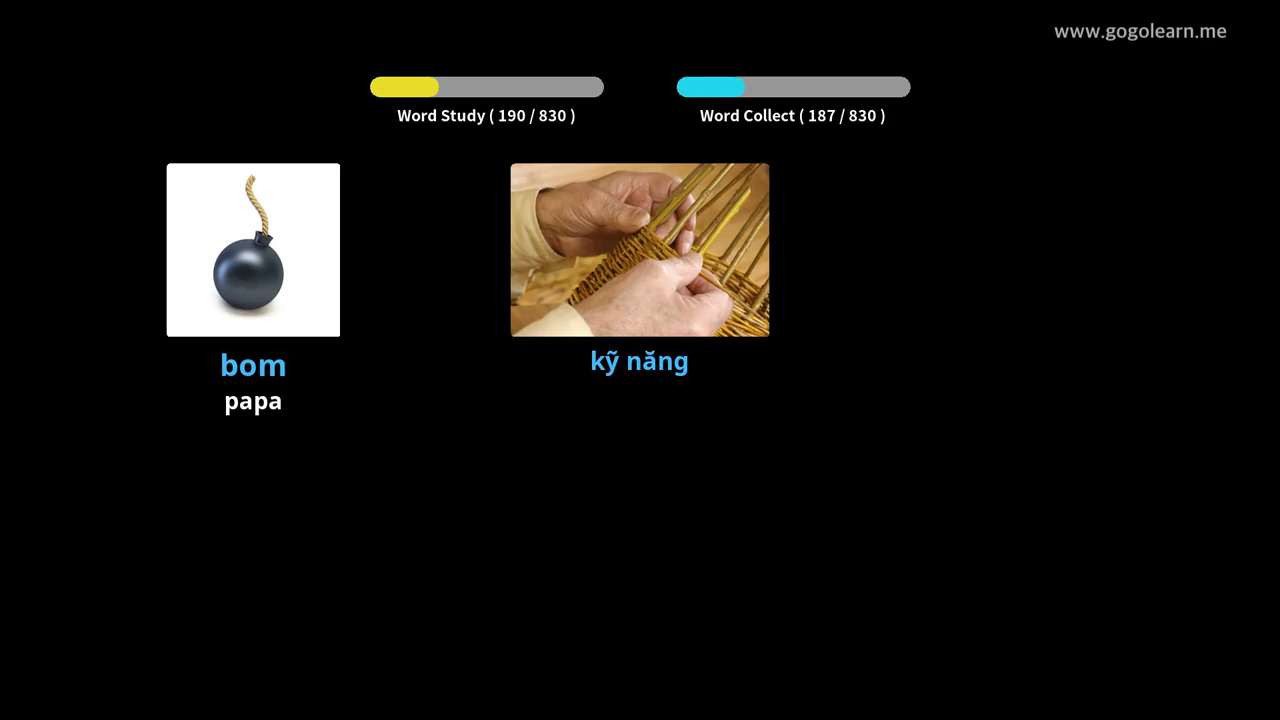 www.gogolearn.me
Word Study ( 190 / 830 )
Word Collect ( 187 / 830 )
bom
papa
kỹ năng